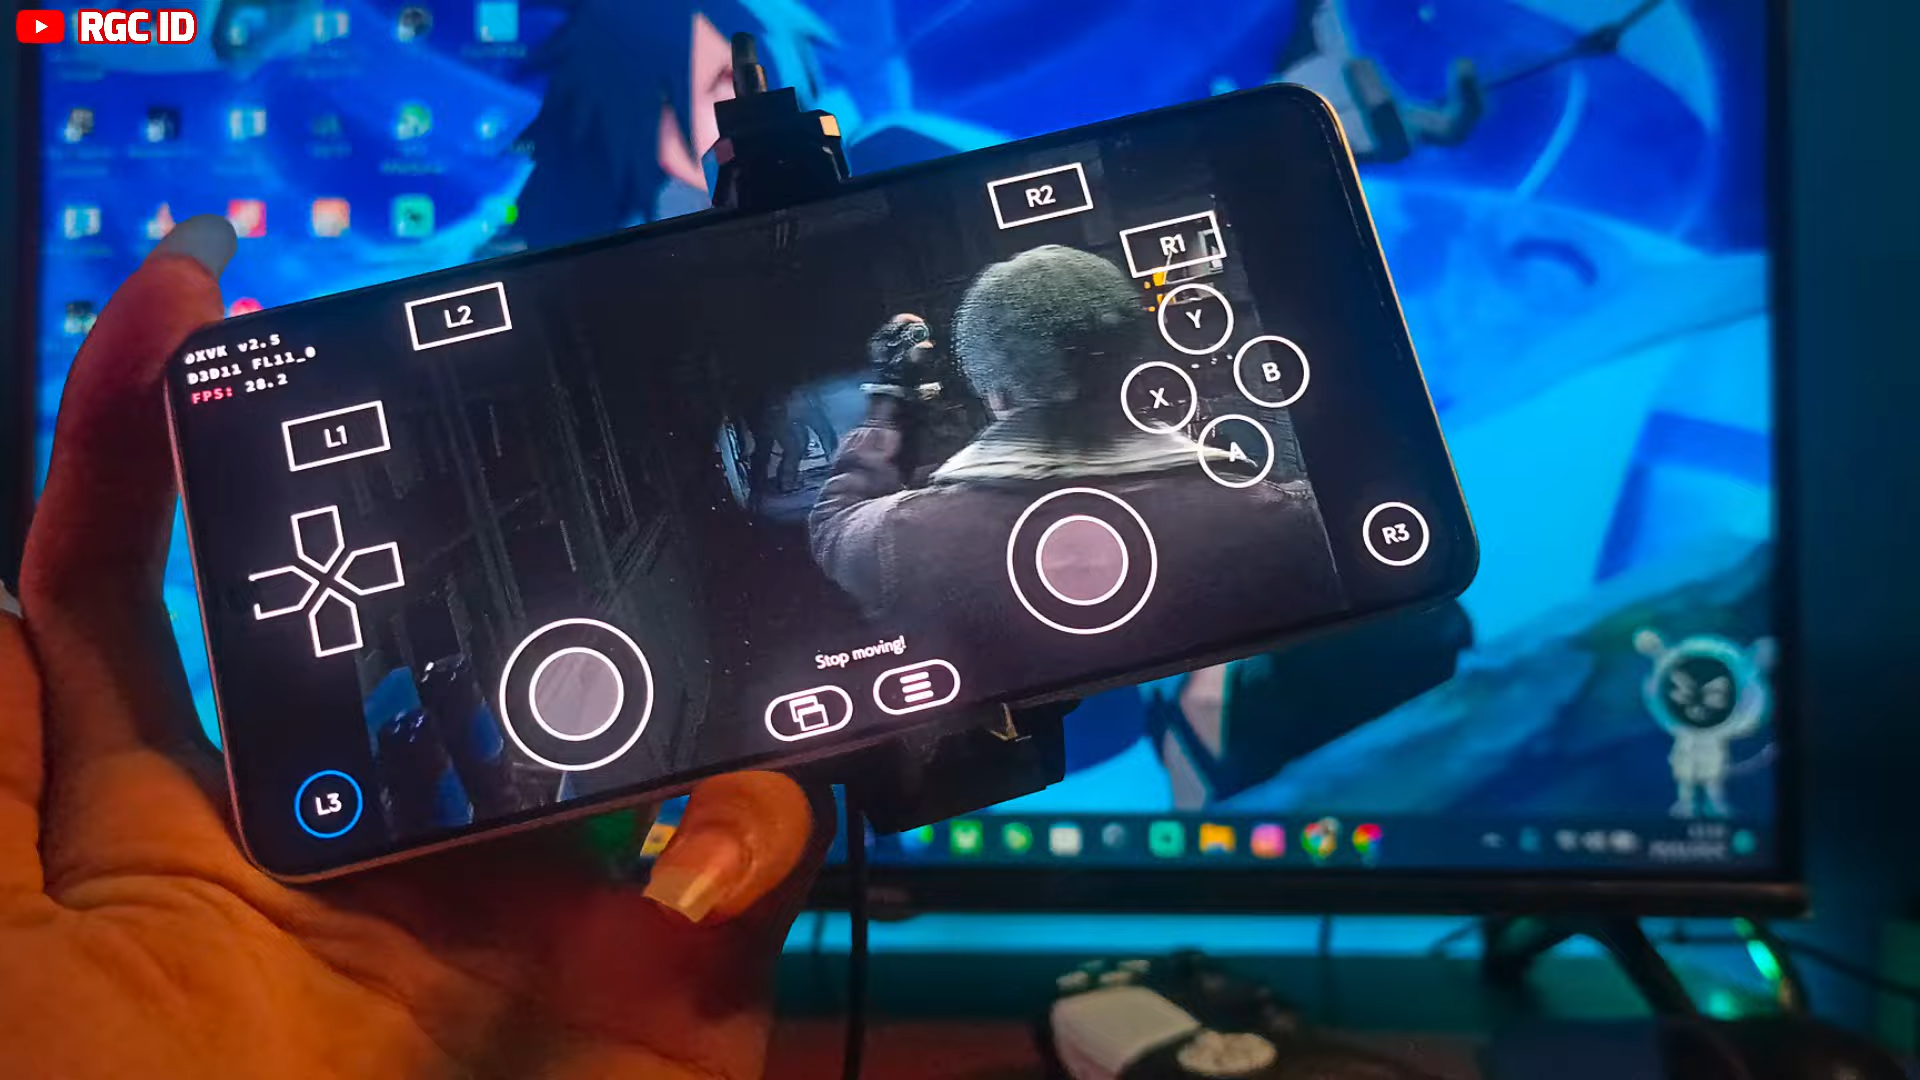 RGC ID
DXVK v2.5
D3D11 FL11_0
FPS: 28.2
L2
R2
L1
R1
Y
B
X
A
R3
Stop moving!
L3